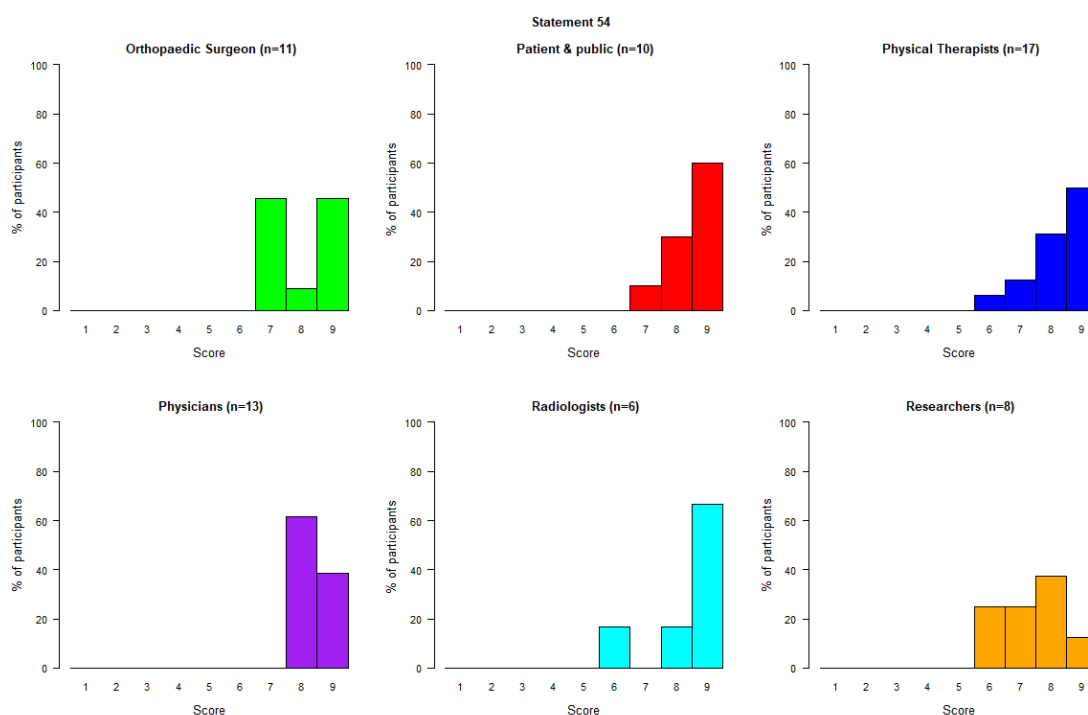 Statement 54
Orthopaedic Surgeon (n=11)
Patient & public (n=10)
Physical Therapists (n=17)
100
80
60
40
20
0
% of participants
1 2 3 4 5 6 7 8 9
Score
100
80
60
40
20
0
% of participants
1 2 3 4 5 6 7 8 9
Score
100
80
60
40
20
0
% of participants
1 2 3 4 5 6 7 8 9
Score
Physicians (n=13)
Radiologists (n=6)
Researchers (n=8)
100
80
60
40
20
0
% of participants
1 2 3 4 5 6 7 8 9
Score
100
80
60
40
20
0
% of participants
1 2 3 4 5 6 7 8 9
Score
100
80
60
40
20
0
% of participants
1 2 3 4 5 6 7 8 9
Score